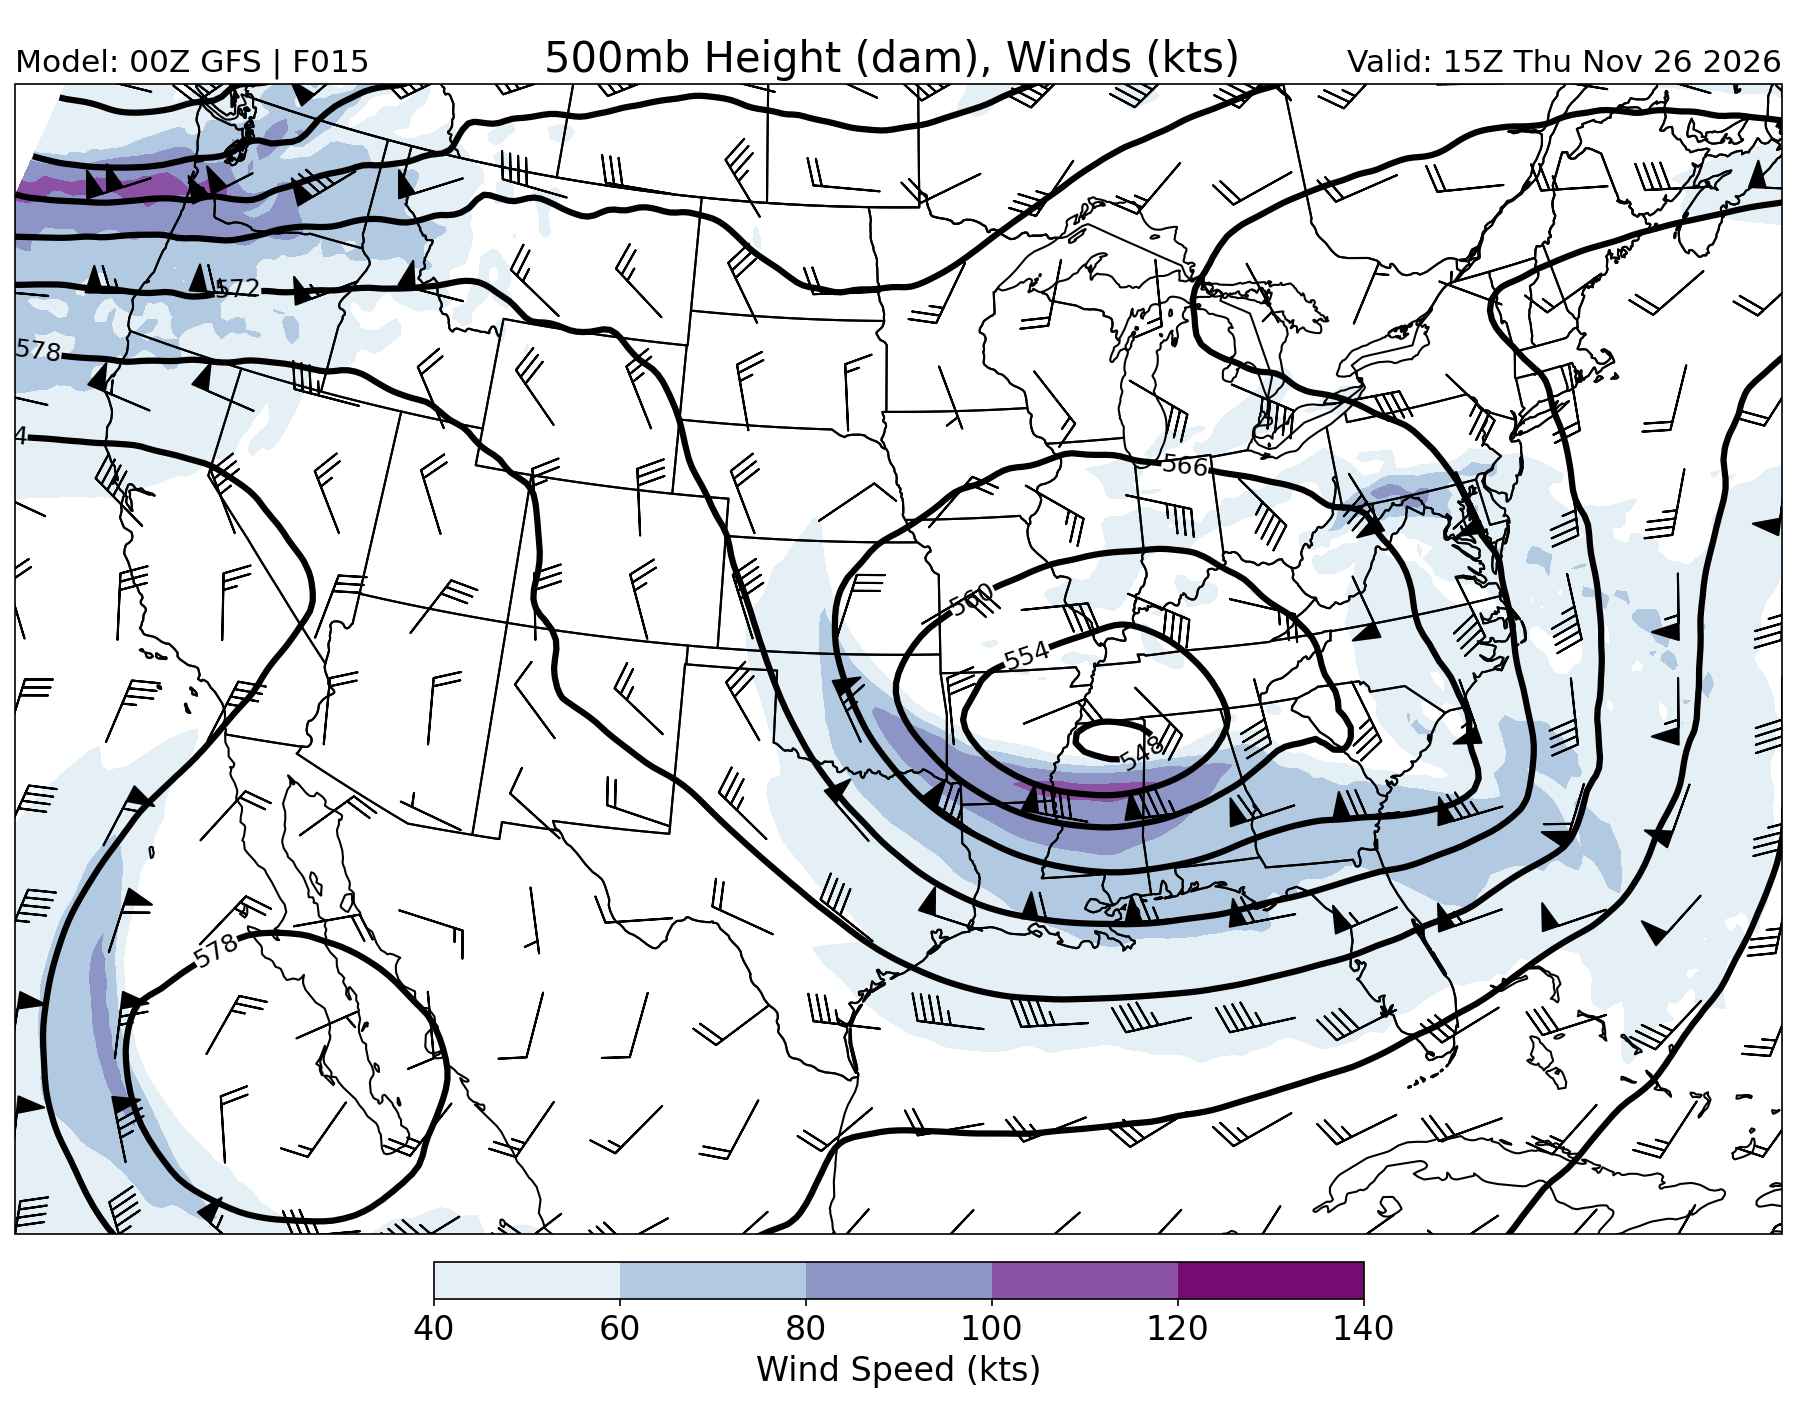 500mb Height (dam), Winds (kts)
Model: 00Z GFS | F015
Valid: 15Z Thu Nov 26 2026
572
578
4
566
560
554
548
578
40 60 80 100 120 140
Wind Speed (kts)